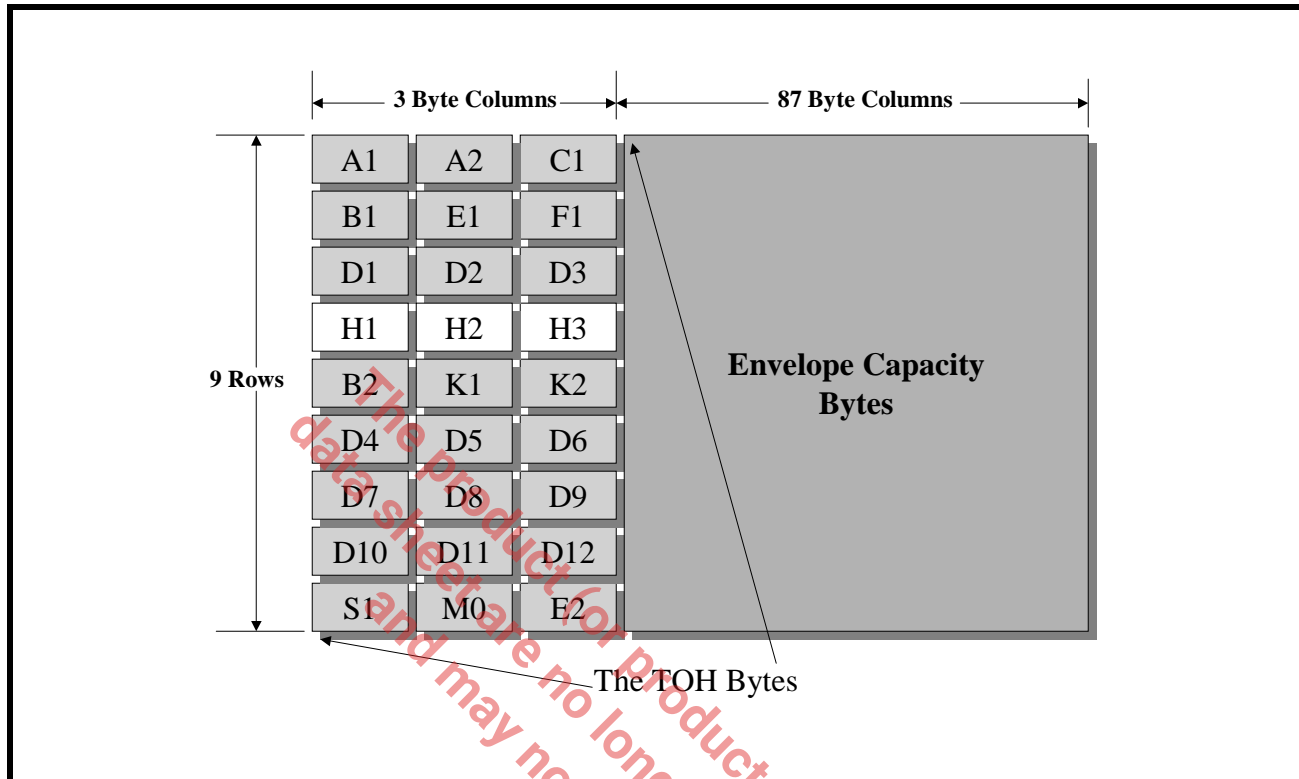 3 Byte Columns 87 Byte Columns
A1 A2 C1
B1 E1 F1
D1 D2 D3
H1 H2 H3
9 Rows
Envelope Capacity
Bytes
B2 K1 K2
D4 D5 D6
D7 D8 D9
D10 D11 D12
S1 M0 E2
The TOH Bytes
The product (or product
data sheet are no
and may